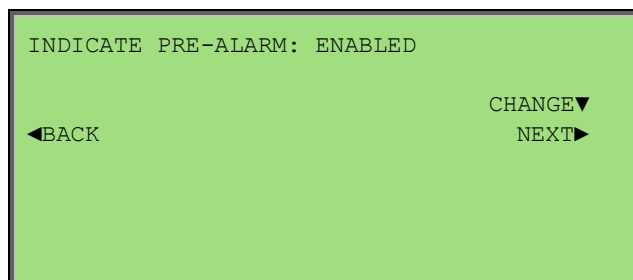 INDICATE PRE-ALARM: ENABLED
CHANGE▼
◄BACK NEXT►